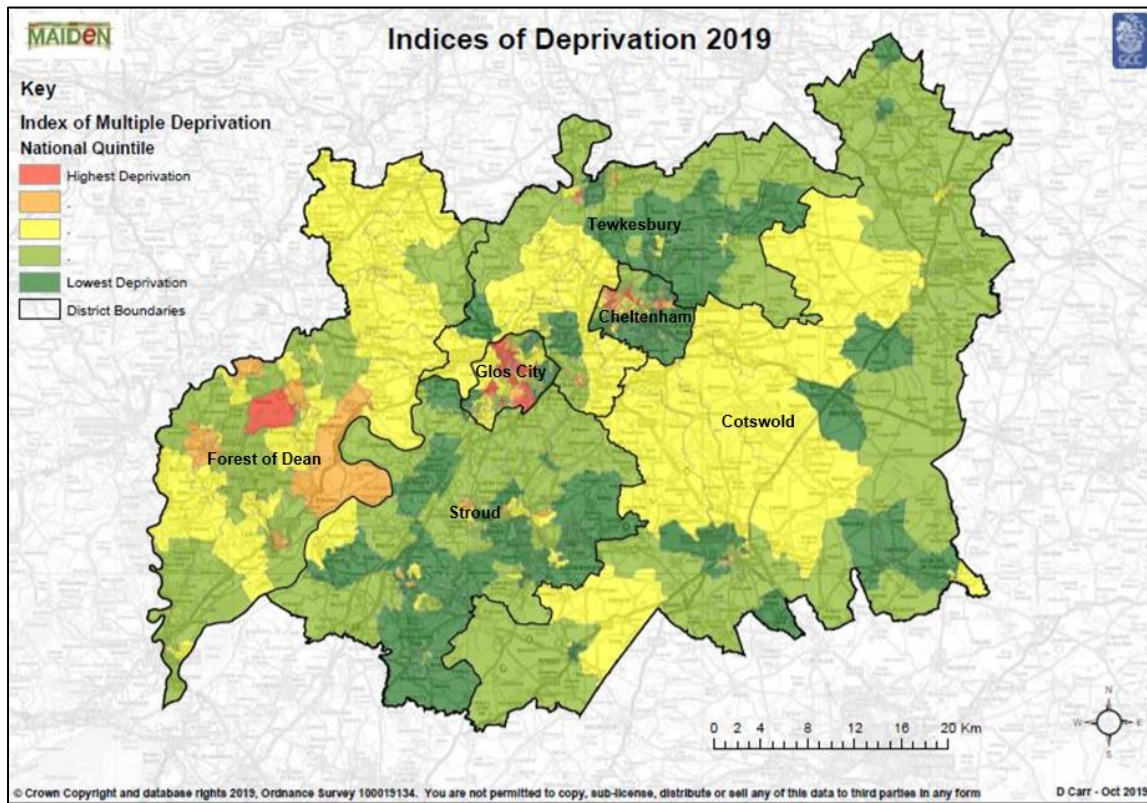 MAIDeN
Indices of Deprivation 2019
GCC
Key
Index of Multiple Deprivation
National Quintile
Highest Deprivation
-
-
-
Lowest Deprivation
District Boundaries
Tewkesbury
Cheltenham
Glos City
Cotswold
Forest of Dean
Stroud
0 2 4 8 12 16 20 Km
N
W E
S
© Crown Copyright and database rights 2019, Ordnance Survey 100019134. You are not permitted to copy, sub-license, distribute or sell any of this data to third parties in any form
D Carr - Oct 2019